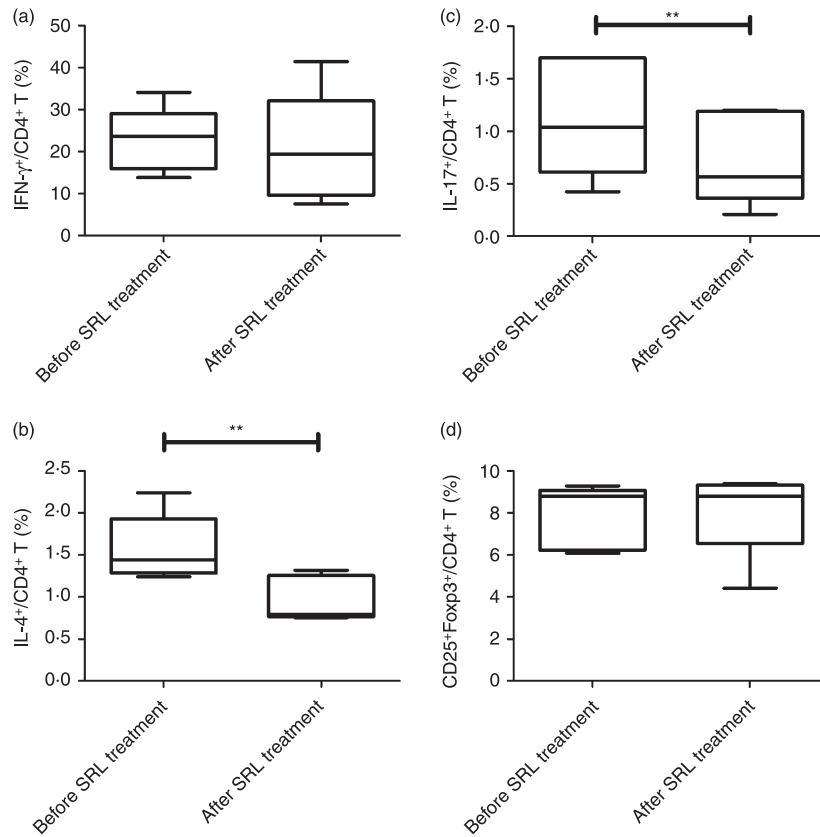 (a)
50
40
30
20
10
0
IFN-γ⁺/CD4⁺ T (%)
Before SRL treatment
After SRL treatment
(c)
**
2·0
1·5
1·0
0·5
0·0
IL-17⁺/CD4⁺ T (%)
Before SRL treatment
After SRL treatment
(b)
**
2·5
2·0
1·5
1·0
0·5
0·0
IL-4⁺/CD4⁺ T (%)
Before SRL treatment
After SRL treatment
(d)
10
8
6
4
2
0
CD25⁺Foxp3⁺/CD4⁺ T (%)
Before SRL treatment
After SRL treatment